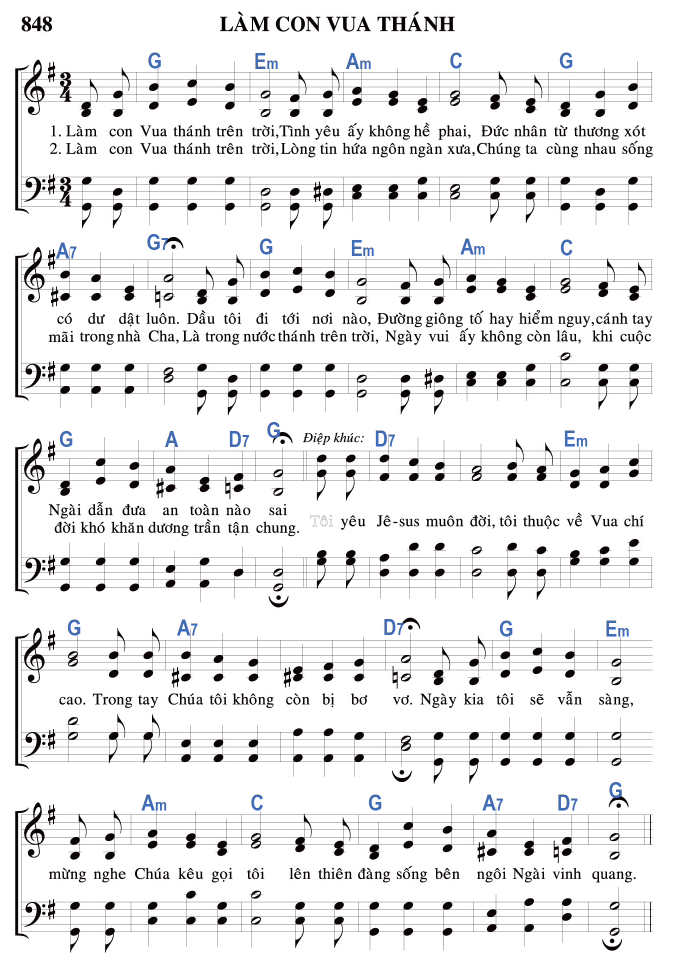 848 LÀM CON VUA THÁNH
G Em Am C G
1. Làm con Vua thánh trên trời,Tình yêu ấy không hề phai, Đức nhân từ thương xót
2. Làm con Vua thánh trên trời,Lòng tin hứa ngôn ngàn xưa,Chúng ta cùng nhau sống
A7 G7 G Em Am C
có dư dật luôn. Dầu tôi đi tới nơi nào, Đường giông tố hay hiểm nguy,cánh tay
mãi trong nhà Cha, Là trong nước thánh trên trời, Ngày vui ấy không còn lâu, khi cuộc
G A D7 G Điệp khúc: D7 Em
Ngài dẫn đưa an toàn nào sai
đời khó khăn dương trần tận chung.
Tôi yêu Jê-sus muôn đời, tôi thuộc về Vua chí
G A7 D7 G Em
cao. Trong tay Chúa tôi không còn bị bơ vơ. Ngày kia tôi sẽ vẫn sàng,
Am C G A7 D7 G
mừng nghe Chúa kêu gọi tôi lên thiên đàng sống bên ngôi Ngài vinh quang.